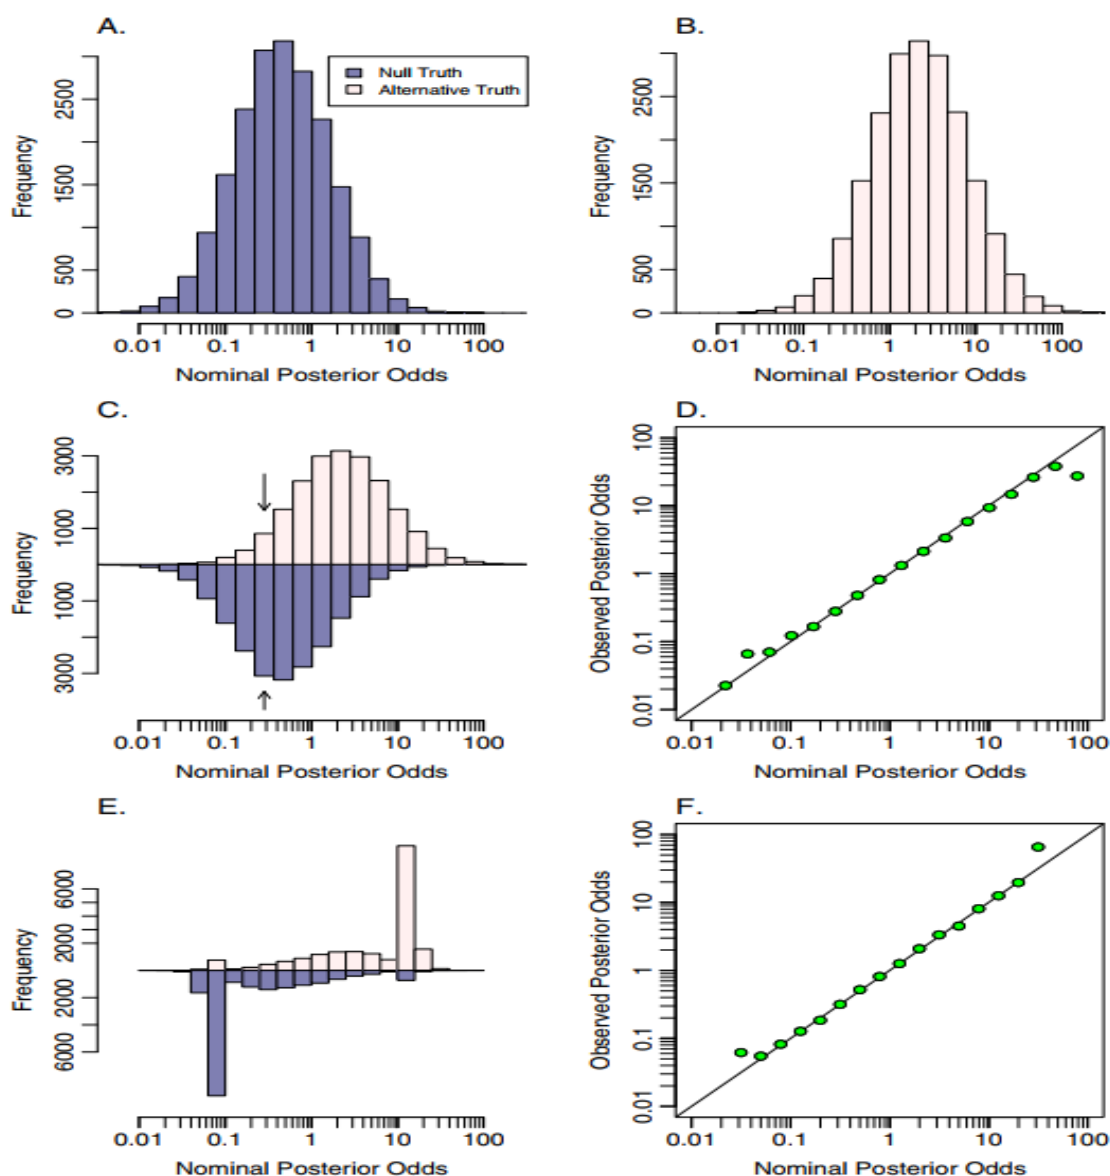 A.
Null Truth
Alternative Truth
Frequency
0 500 1500 2500
0.01 0.1 1 10 100
Nominal Posterior Odds
B.
Frequency
0 500 1500 2500
0.01 0.1 1 10 100
Nominal Posterior Odds
C.
Frequency
3000 1000 1000 3000
0.01 0.1 1 10 100
Nominal Posterior Odds
D.
Observed Posterior Odds
0.01 0.1 1 10 100
0.01 0.1 1 10 100
Nominal Posterior Odds
E.
Frequency
6000 2000 2000 6000
0.01 0.1 1 10 100
Nominal Posterior Odds
F.
Observed Posterior Odds
0.01 0.1 1 10 100
0.01 0.1 1 10 100
Nominal Posterior Odds